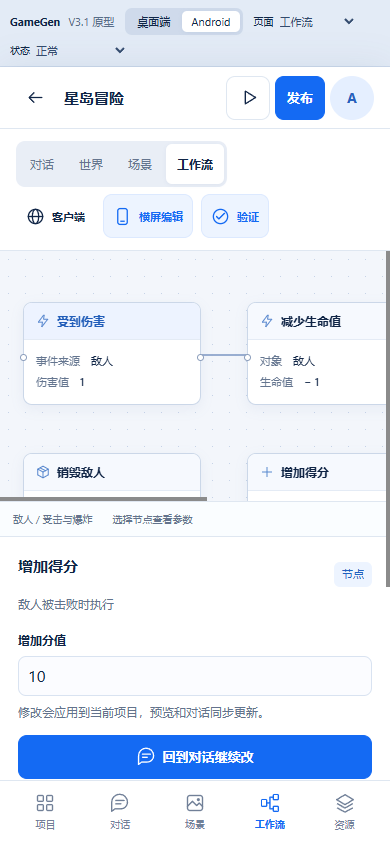 GameGen V3.1 原型 桌面端 Android 页面 工作流
状态 正常
星岛冒险 发布 A
对话 世界 场景 工作流
客户端 横屏编辑 验证
受到伤害 减少生命值
事件来源 敌人 对象 敌人
伤害值 1 生命值 −1
销毁敌人 增加得分
敌人 / 受击与爆炸 选择节点查看参数
增加得分 节点
敌人被击败时执行
增加分值
10
修改会应用到当前项目，预览和对话同步更新。
回到对话继续改
项目 对话 场景 工作流 资源